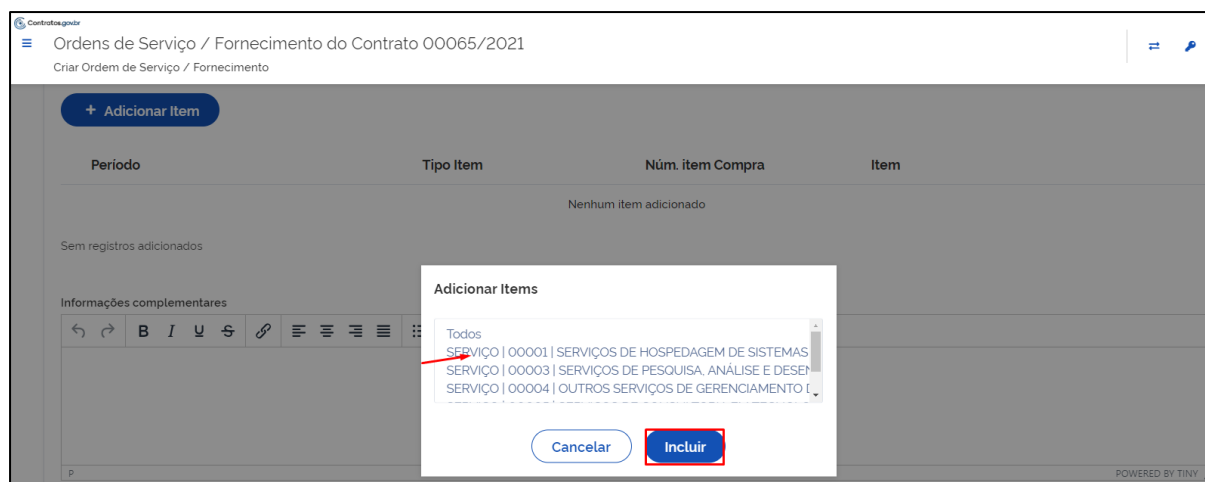 Contratos.gov.br
Ordens de Serviço / Fornecimento do Contrato 00065/2021
Criar Ordem de Serviço / Fornecimento
+ Adicionar Item
Período Tipo Item Núm. item Compra Item
Nenhum item adicionado
Sem registros adicionados
Informações complementares
B I U S
Adicionar Items
Todos
SERVIÇO | 00001 | SERVIÇOS DE HOSPEDAGEM DE SISTEMAS
SERVIÇO | 00003 | SERVIÇOS DE PESQUISA, ANÁLISE E DESEN
SERVIÇO | 00004 | OUTROS SERVIÇOS DE GERENCIAMENTO D
Cancelar Incluir
P POWERED BY TINY